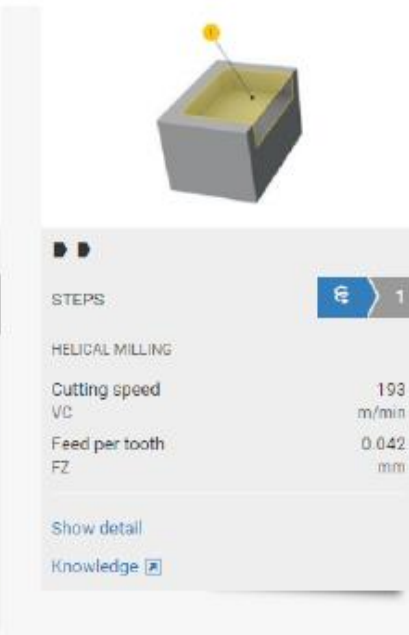 1
STEPS
1
HELICAL MILLING
Cutting speed 193
VC m/min
Feed per tooth 0.042
FZ mm
Show detail
Knowledge